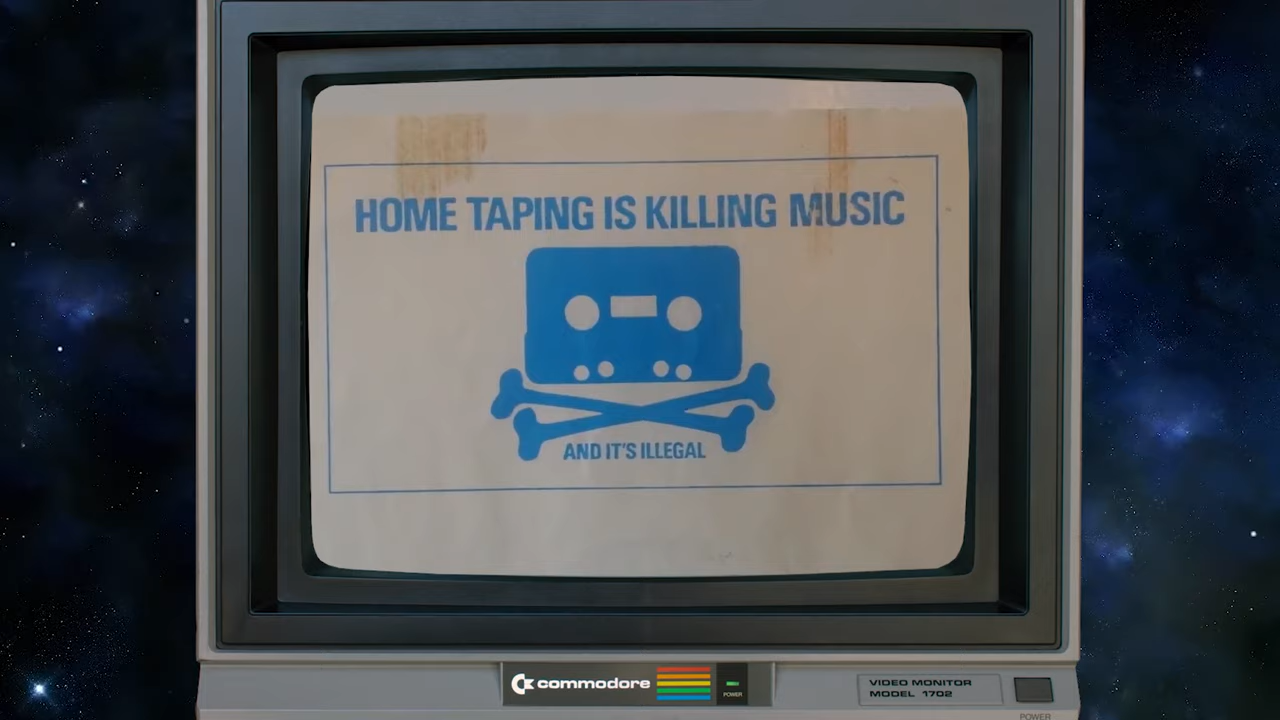 HOME TAPING IS KILLING MUSIC
AND IT'S ILLEGAL
commodore
POWER
VIDEO MONITOR
MODEL 1702
POWER